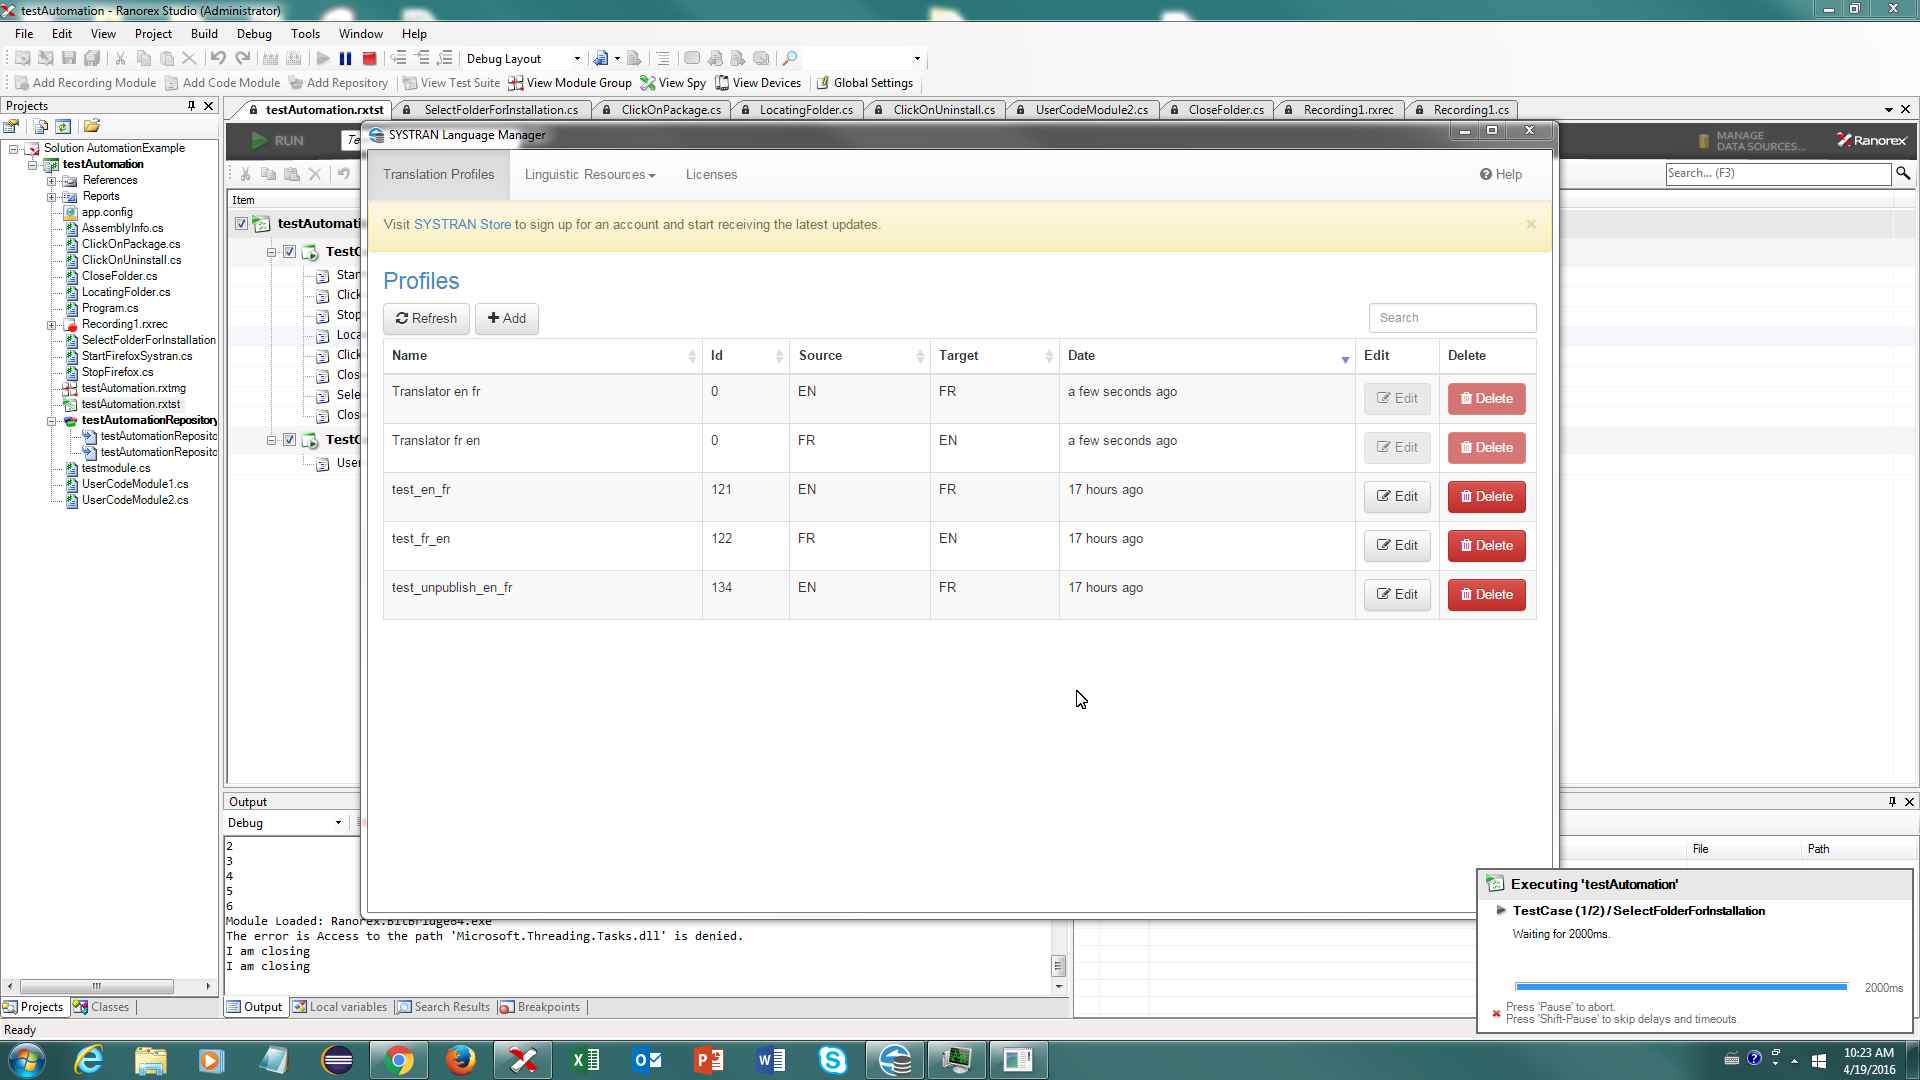 testAutomation - Ranorex Studio (Administrator)
File Edit View Project Build Debug Tools Window Help
Debug Layout
Add Recording Module Add Code Module Add Repository View Test Suite View Module Group View Spy View Devices Global Settings
Projects
testAutomation.rxtst SelectFolderForInstallation.cs ClickOnPackage.cs LocatingFolder.cs ClickOnUninstall.cs UserCodeModule2.cs CloseFolder.cs Recording1.rxrec Recording1.cs
RUN Te
MANAGE
DATA SOURCES...
Ranorex
Search... (F3)
Item
testAutomati
TestC
Star
Click
Stop
Loca
Click
Clos
Sele
Clos
TestC
User
Solution AutomationExample
testAutomation
References
Reports
app.config
AssemblyInfo.cs
ClickOnPackage.cs
ClickOnUninstall.cs
CloseFolder.cs
LocatingFolder.cs
Program.cs
Recording1.rxrec
SelectFolderForInstallation
StartFirefoxSystran.cs
StopFirefox.cs
testAutomation.rxtmg
testAutomation.rxtst
testAutomationRepository
testAutomationReposito
testAutomationReposito
testmodule.cs
UserCodeModule1.cs
UserCodeModule2.cs
SYSTRAN Language Manager
Translation Profiles Linguistic Resources Licenses Help
Visit SYSTRAN Store to sign up for an account and start receiving the latest updates.
Profiles
Refresh Add Search
Name Id Source Target Date Edit Delete
Translator en fr 0 EN FR a few seconds ago Edit Delete
Translator fr en 0 FR EN a few seconds ago Edit Delete
test_en_fr 121 EN FR 17 hours ago Edit Delete
test_fr_en 122 FR EN 17 hours ago Edit Delete
test_unpublish_en_fr 134 EN FR 17 hours ago Edit Delete
Output
Debug
2
3
4
5
6
Module Loaded: Ranorex.BitBridge64.exe
The error is Access to the path 'Microsoft.Threading.Tasks.dll' is denied.
I am closing
I am closing
File Path
Executing 'testAutomation'
TestCase (1/2) / SelectFolderForInstallation
Waiting for 2000ms.
2000ms
Press 'Pause' to abort.
Press 'Shift-Pause' to skip delays and timeouts.
Projects Classes
Output Local variables Search Results Breakpoints
Ready
10:23 AM
4/19/2016